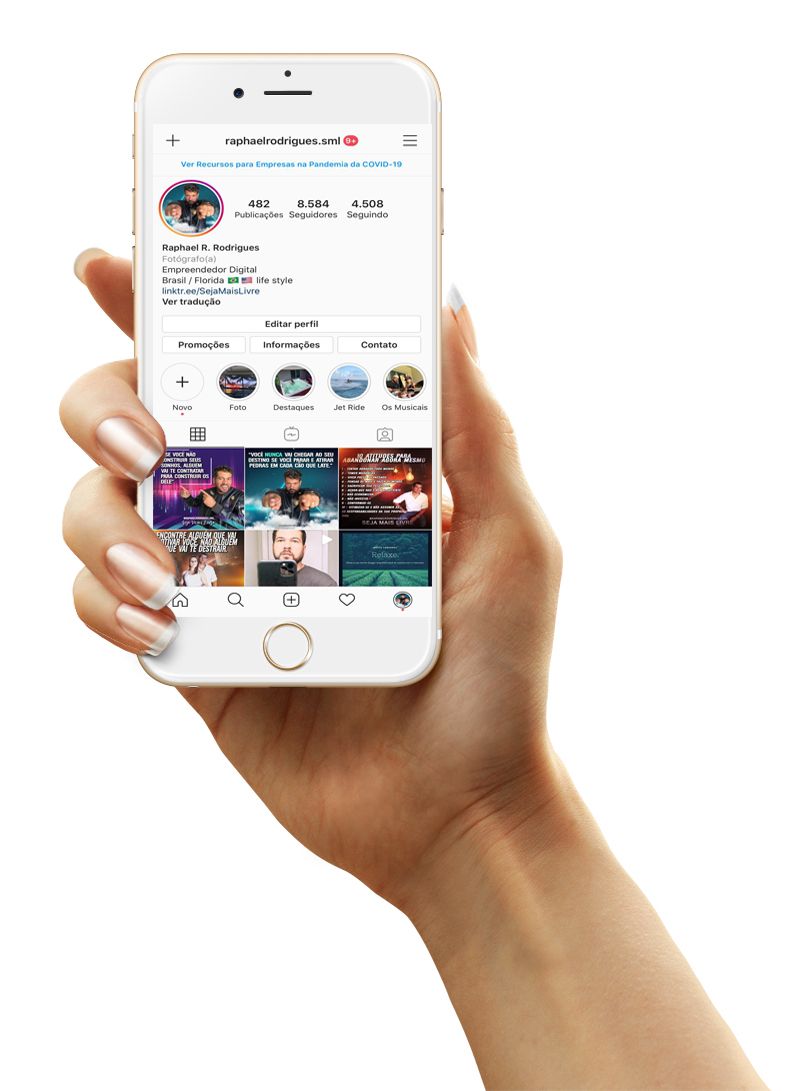 raphaelrodrigues.sml 9+
Ver Recursos para Empresas na Pandemia da COVID-19
482 8.584 4.508
Publicações Seguidores Seguindo
Raphael R. Rodrigues
Fotógrafo(a)
Empreendedor Digital
Brasil / Florida 🇧🇷 🇺🇸 life style
linktr.ee/SejaMaisLivre
Ver tradução
Editar perfil
Promoções Informações Contato
Novo Foto Destaques Jet Ride Os Musicais
SE VOCÊ NÃO
CONSTRUIR SEUS
SONHOS, ALGUÉM
VAI TE CONTRATAR
PARA CONSTRUIR OS
DELE"
"VOCÊ NUNCA VAI CHEGAR AO SEU
DESTINO SE VOCÊ PARAR E ATIRAR
PEDRAS EM CADA CÃO QUE LATE."
10 ATITUDES PARA
ABANDONAR AGORA MESMO
SEJA MAIS LIVRE
ENCONTRE ALGUÉM QUE VAI
MOTIVAR VOCÊ, NÃO ALGUÉM
QUE VAI TE DESTRAIR.
Relaxe.